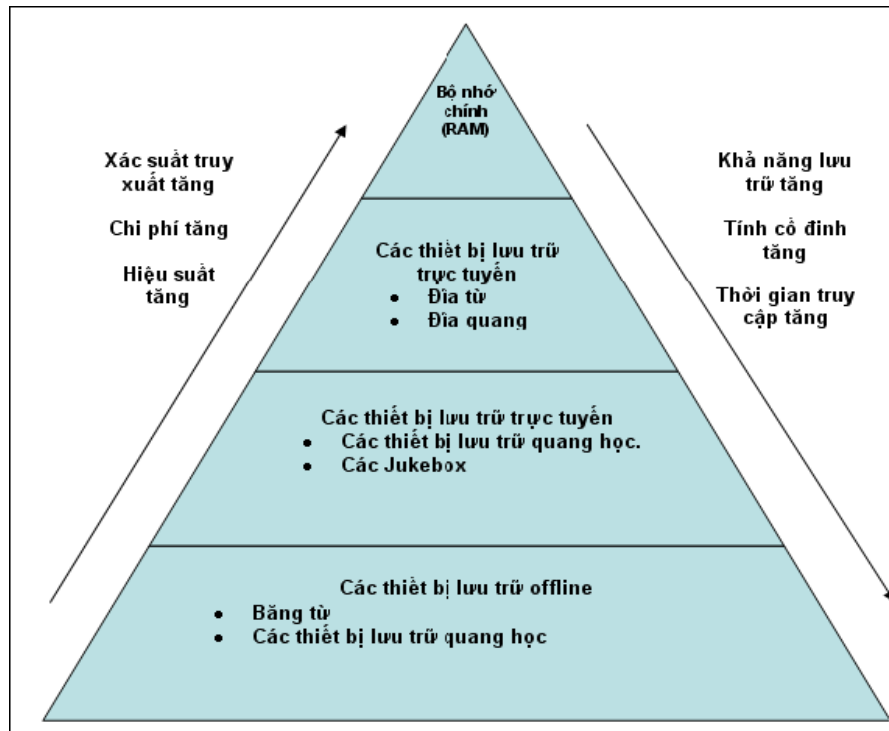 Bộ nhớ
chính
(RAM)
Xác suất truy
xuất tăng
Chi phí tăng
Hiệu suất
tăng
Khả năng lưu
trữ tăng
Tính cố đinh
tăng
Thời gian truy
cập tăng
Các thiết bị lưu trữ
trực tuyến
• Đĩa từ
• Đĩa quang
Các thiết bị lưu trữ trực tuyến
• Các thiết bị lưu trữ quang học.
• Các Jukebox
Các thiết bị lưu trữ offline
• Băng từ
• Các thiết bị lưu trữ quang học